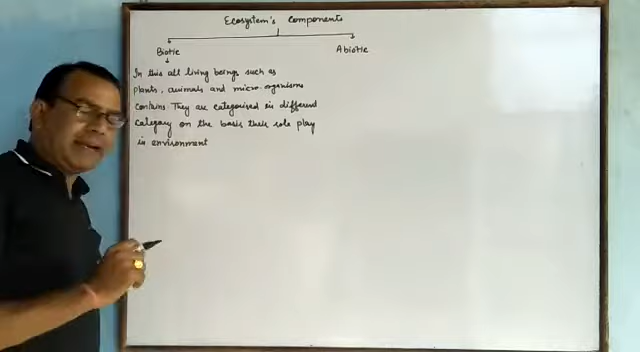 Ecosystem's Components
Biotic Abiotic
In this all living beings such as
plants, animals and micro-organisms
contains. They are categorised in different
category on the basis their role play
in environment